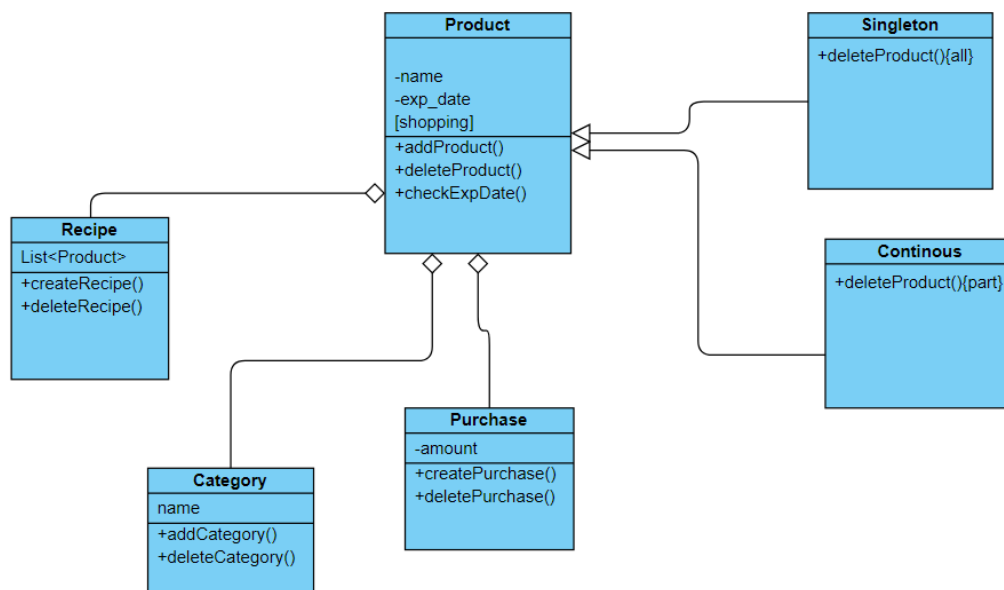 Product
-name
-exp_date
[shopping]
+addProduct()
+deleteProduct()
+checkExpDate()
Singleton
+deleteProduct(){all}
Recipe
List<Product>
+createRecipe()
+deleteRecipe()
Continous
+deleteProduct(){part}
Purchase
-amount
+createPurchase()
+deletePurchase()
Category
name
+addCategory()
+deleteCategory()